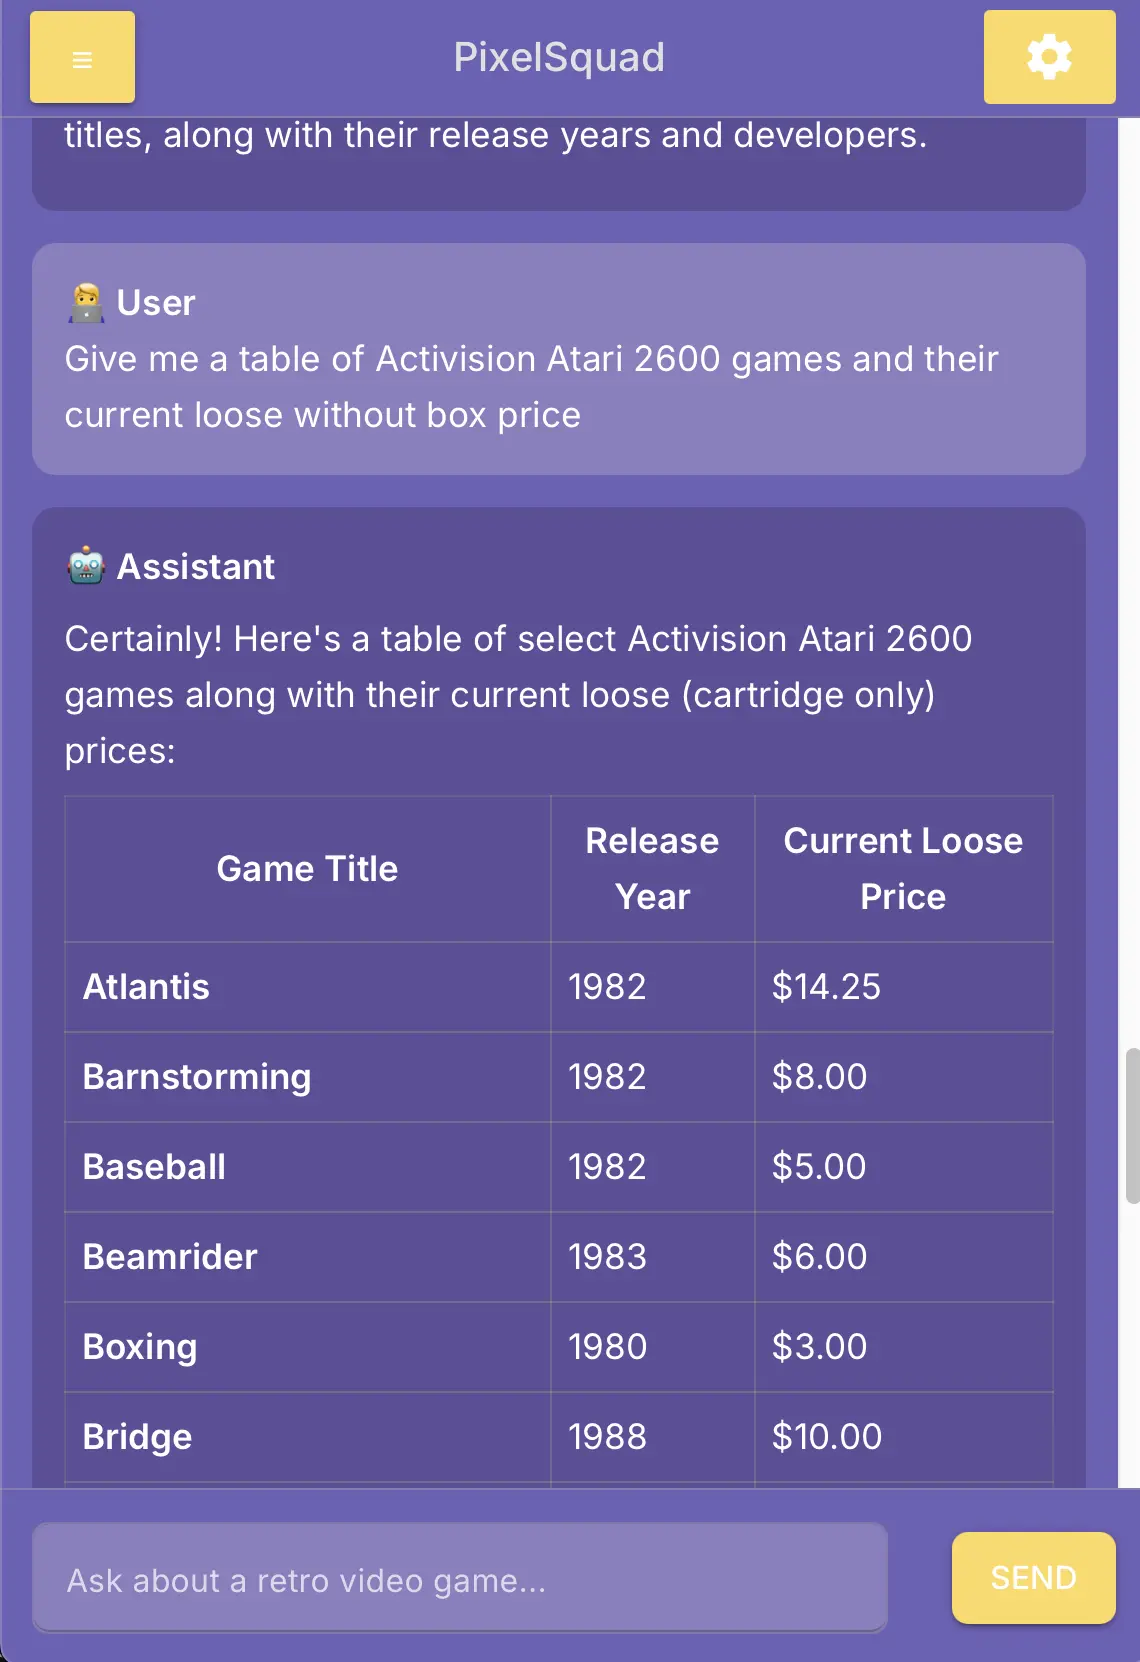 ≡ PixelSquad
titles, along with their release years and developers.
User
Give me a table of Activision Atari 2600 games and their
current loose without box price
Assistant
Certainly! Here's a table of select Activision Atari 2600
games along with their current loose (cartridge only)
prices:
Game Title Release Year Current Loose Price
Atlantis 1982 $14.25
Barnstorming 1982 $8.00
Baseball 1982 $5.00
Beamrider 1983 $6.00
Boxing 1980 $3.00
Bridge 1988 $10.00
Ask about a retro video game... SEND